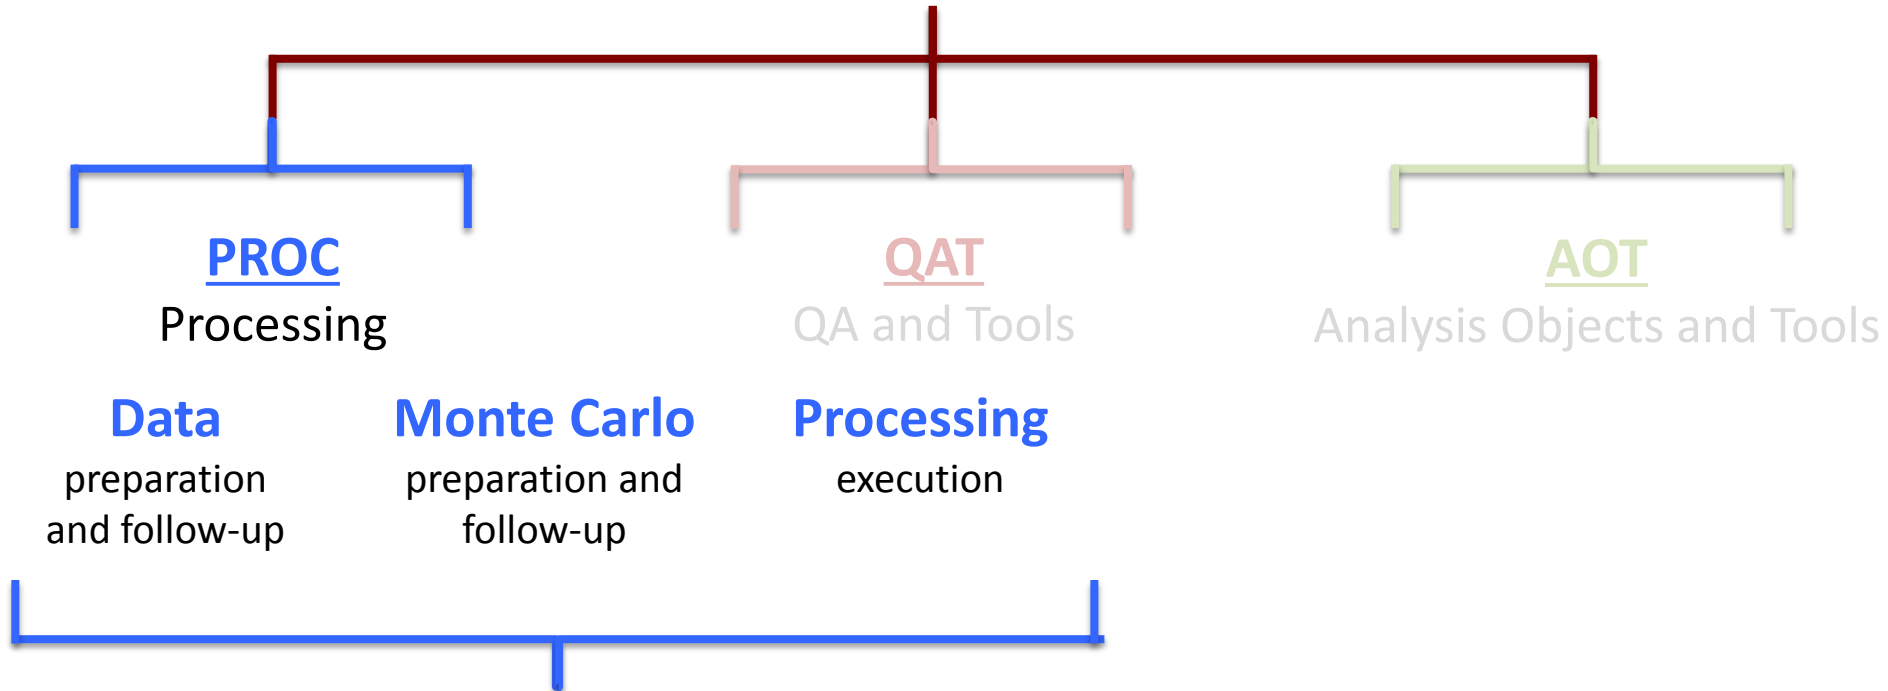 PROC
Processing
QAT
QA and Tools
AOT
Analysis Objects and Tools
Data
preparation
and follow-up
Monte Carlo
preparation and
follow-up
Processing
execution